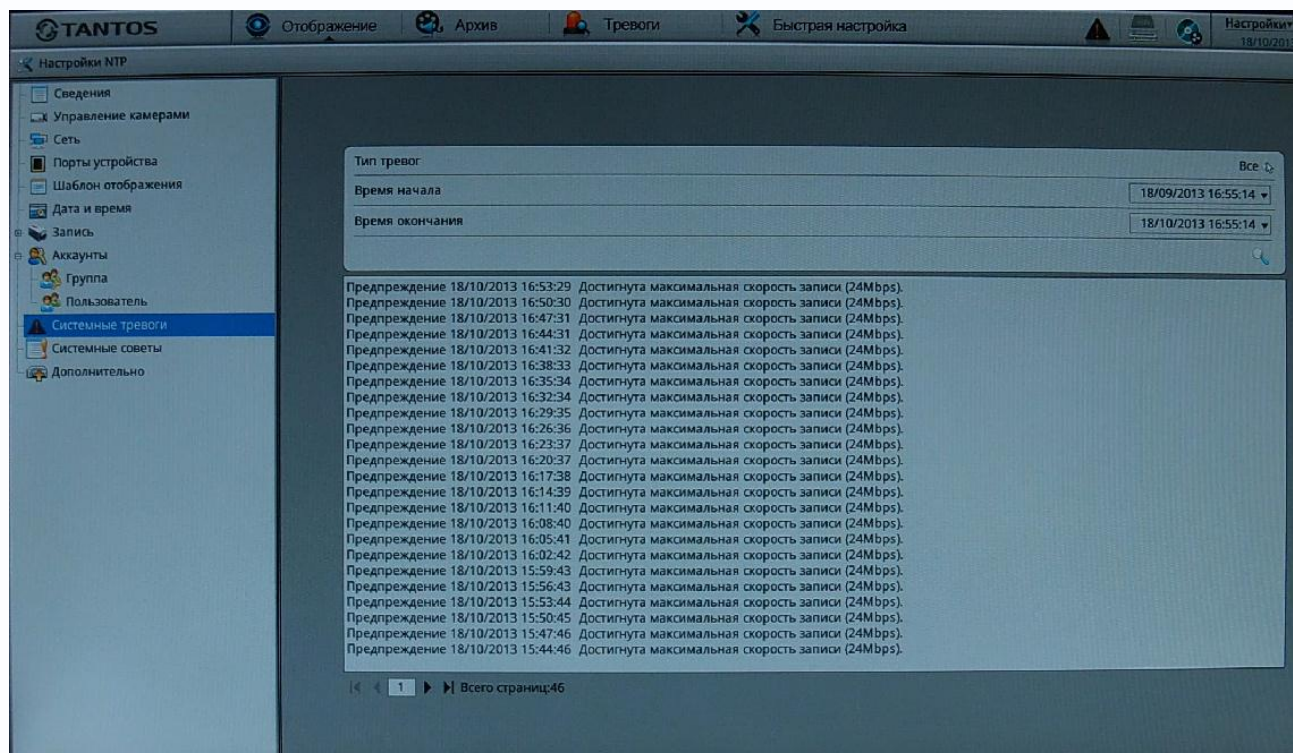 TANTOS
Отображение
Архив
Тревоги
Быстрая настройка
Настройки
18/10/201
Настройки NTP
Сведения
Управление камерами
Сеть
Порты устройства
Шаблон отображения
Дата и время
Запись
Аккаунты
Группа
Пользователь
Системные тревоги
Системные советы
Дополнительно
Тип тревог
Все
Время начала
18/09/2013 16:55:14
Время окончания
18/10/2013 16:55:14
Предпреждение 18/10/2013 16:53:29 Достигнута максимальная скорость записи (24Mbps).
Предпреждение 18/10/2013 16:50:30 Достигнута максимальная скорость записи (24Mbps).
Предпреждение 18/10/2013 16:47:31 Достигнута максимальная скорость записи (24Mbps).
Предпреждение 18/10/2013 16:44:31 Достигнута максимальная скорость записи (24Mbps).
Предпреждение 18/10/2013 16:41:32 Достигнута максимальная скорость записи (24Mbps).
Предпреждение 18/10/2013 16:38:33 Достигнута максимальная скорость записи (24Mbps).
Предпреждение 18/10/2013 16:35:34 Достигнута максимальная скорость записи (24Mbps).
Предпреждение 18/10/2013 16:32:34 Достигнута максимальная скорость записи (24Mbps).
Предпреждение 18/10/2013 16:29:35 Достигнута максимальная скорость записи (24Mbps).
Предпреждение 18/10/2013 16:26:36 Достигнута максимальная скорость записи (24Mbps).
Предпреждение 18/10/2013 16:23:37 Достигнута максимальная скорость записи (24Mbps).
Предпреждение 18/10/2013 16:20:37 Достигнута максимальная скорость записи (24Mbps).
Предпреждение 18/10/2013 16:17:38 Достигнута максимальная скорость записи (24Mbps).
Предпреждение 18/10/2013 16:14:39 Достигнута максимальная скорость записи (24Mbps).
Предпреждение 18/10/2013 16:11:40 Достигнута максимальная скорость записи (24Mbps).
Предпреждение 18/10/2013 16:08:40 Достигнута максимальная скорость записи (24Mbps).
Предпреждение 18/10/2013 16:05:41 Достигнута максимальная скорость записи (24Mbps).
Предпреждение 18/10/2013 16:02:42 Достигнута максимальная скорость записи (24Mbps).
Предпреждение 18/10/2013 15:59:43 Достигнута максимальная скорость записи (24Mbps).
Предпреждение 18/10/2013 15:56:43 Достигнута максимальная скорость записи (24Mbps).
Предпреждение 18/10/2013 15:53:44 Достигнута максимальная скорость записи (24Mbps).
Предпреждение 18/10/2013 15:50:45 Достигнута максимальная скорость записи (24Mbps).
Предпреждение 18/10/2013 15:47:46 Достигнута максимальная скорость записи (24Mbps).
Предпреждение 18/10/2013 15:44:46 Достигнута максимальная скорость записи (24Mbps).
1 Всего страниц:46